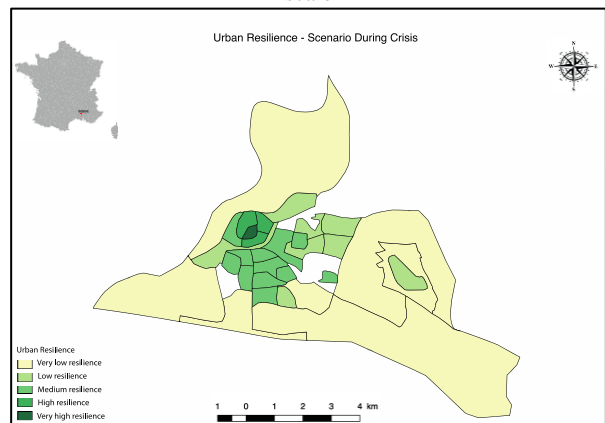 Urban Resilience - Scenario During Crisis
N
W
E
S
Urban Resilience
Very low resilience
Low resilience
Medium resilience
High resilience
Very high resilience
1 0 1 2 3 4 km